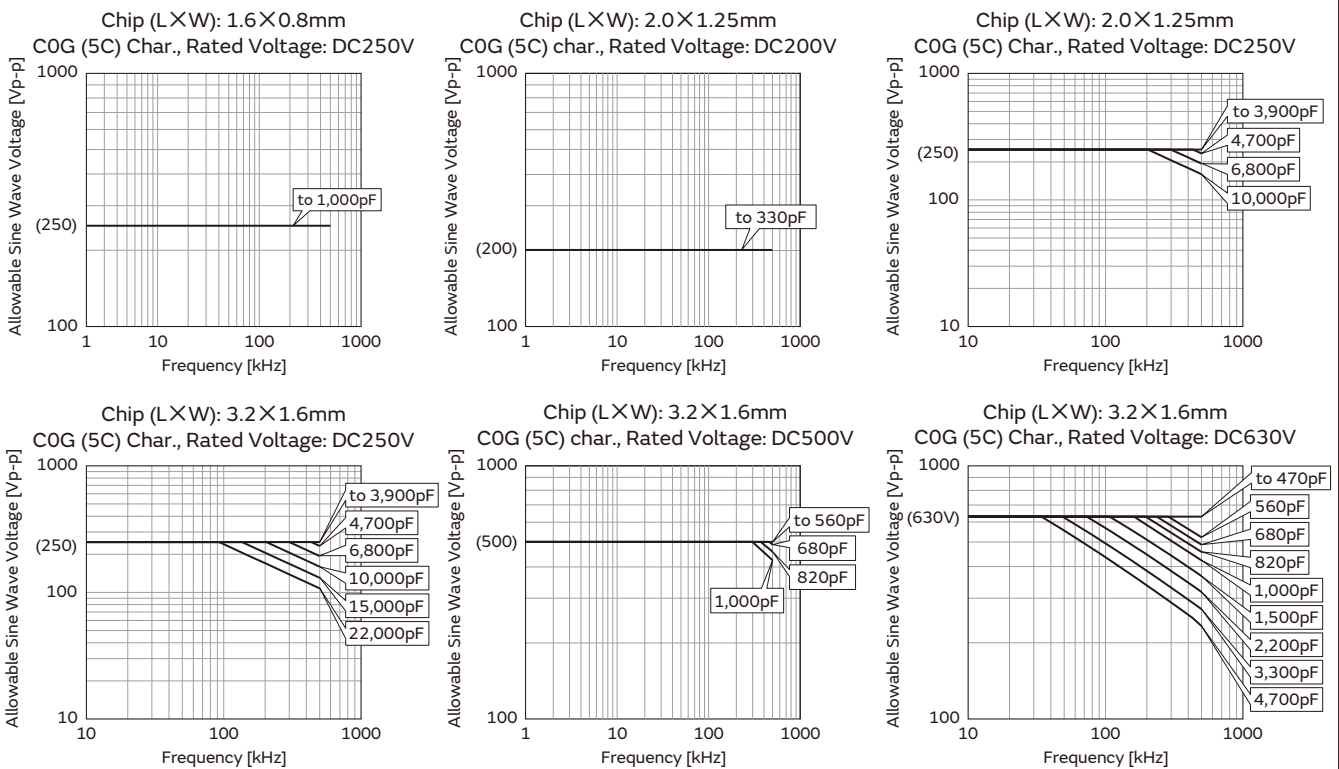 Chip (L×W): 1.6×0.8mm
C0G (5C) Char., Rated Voltage: DC250V
Allowable Sine Wave Voltage [Vp-p]
1000
(250)
100
to 1,000pF
1
10
100
1000
Frequency [kHz]
Chip (L×W): 2.0×1.25mm
C0G (5C) char., Rated Voltage: DC200V
Allowable Sine Wave Voltage [Vp-p]
1000
(200)
100
to 330pF
1
10
100
1000
Frequency [kHz]
Chip (L×W): 2.0×1.25mm
C0G (5C) Char., Rated Voltage: DC250V
Allowable Sine Wave Voltage [Vp-p]
1000
(250)
100
10
to 3,900pF
4,700pF
6,800pF
10,000pF
10
100
1000
Frequency [kHz]
Chip (L×W): 3.2×1.6mm
C0G (5C) Char., Rated Voltage: DC250V
Allowable Sine Wave Voltage [Vp-p]
1000
(250)
100
10
to 3,900pF
4,700pF
6,800pF
10,000pF
15,000pF
22,000pF
10
100
1000
Frequency [kHz]
Chip (L×W): 3.2×1.6mm
C0G (5C) char., Rated Voltage: DC500V
Allowable Sine Wave Voltage [Vp-p]
1000
(500)
100
to 560pF
680pF
820pF
1,000pF
1
10
100
1000
Frequency [kHz]
Chip (L×W): 3.2×1.6mm
C0G (5C) Char., Rated Voltage: DC630V
Allowable Sine Wave Voltage [Vp-p]
1000
(630V)
100
to 470pF
560pF
680pF
820pF
1,000pF
1,500pF
2,200pF
3,300pF
4,700pF
10
100
1000
Frequency [kHz]